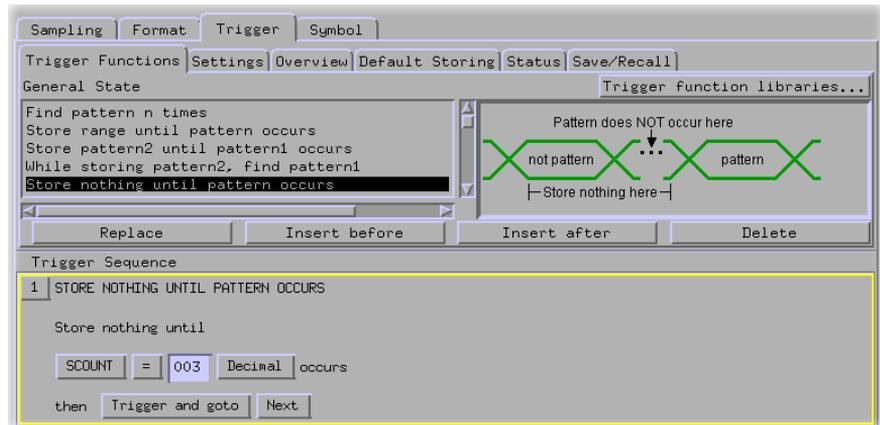 Sampling Format Trigger Symbol
Trigger Functions Settings Overview Default Storing Status Save/Recall
General State
Trigger function libraries...
Find pattern n times
Store range until pattern occurs
Store pattern2 until pattern1 occurs
While storing pattern2, find pattern1
Store nothing until pattern occurs
Pattern does NOT occur here
...
not pattern pattern
Store nothing here
Replace Insert before Insert after Delete
Trigger Sequence
1 STORE NOTHING UNTIL PATTERN OCCURS
Store nothing until
SCOUNT = 003 Decimal occurs
then Trigger and goto Next